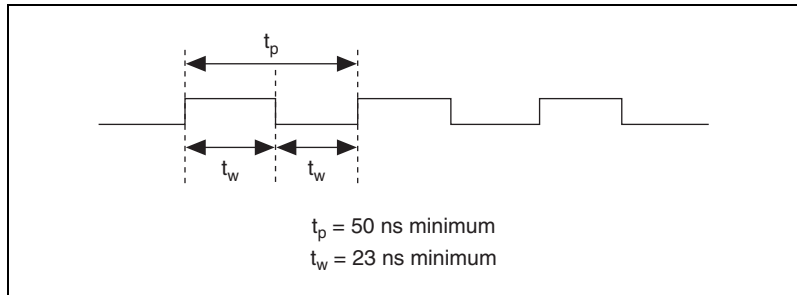 tp
tw tw
tp = 50 ns minimum
tw = 23 ns minimum